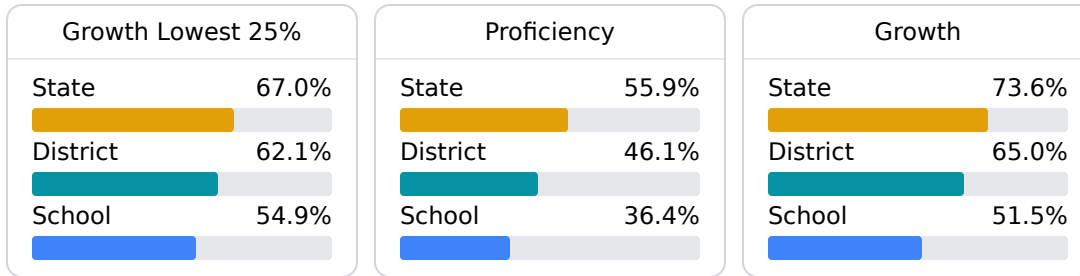 Growth Lowest 25%
State 67.0%
District 62.1%
School 54.9%
Proficiency
State 55.9%
District 46.1%
School 36.4%
Growth
State 73.6%
District 65.0%
School 51.5%